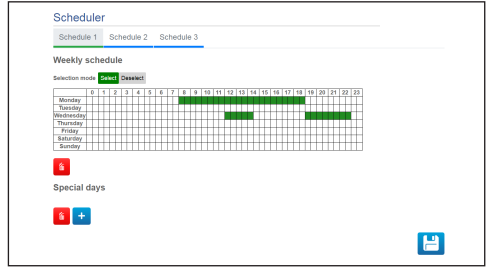 Scheduler
Schedule 1 Schedule 2 Schedule 3
Weekly schedule
Selection mode Select Deselect
0 1 2 3 4 5 6 7 8 9 10 11 12 13 14 15 16 17 18 19 20 21 22 23
Monday
Tuesday
Wednesday
Thursday
Friday
Saturday
Sunday
Special days
+